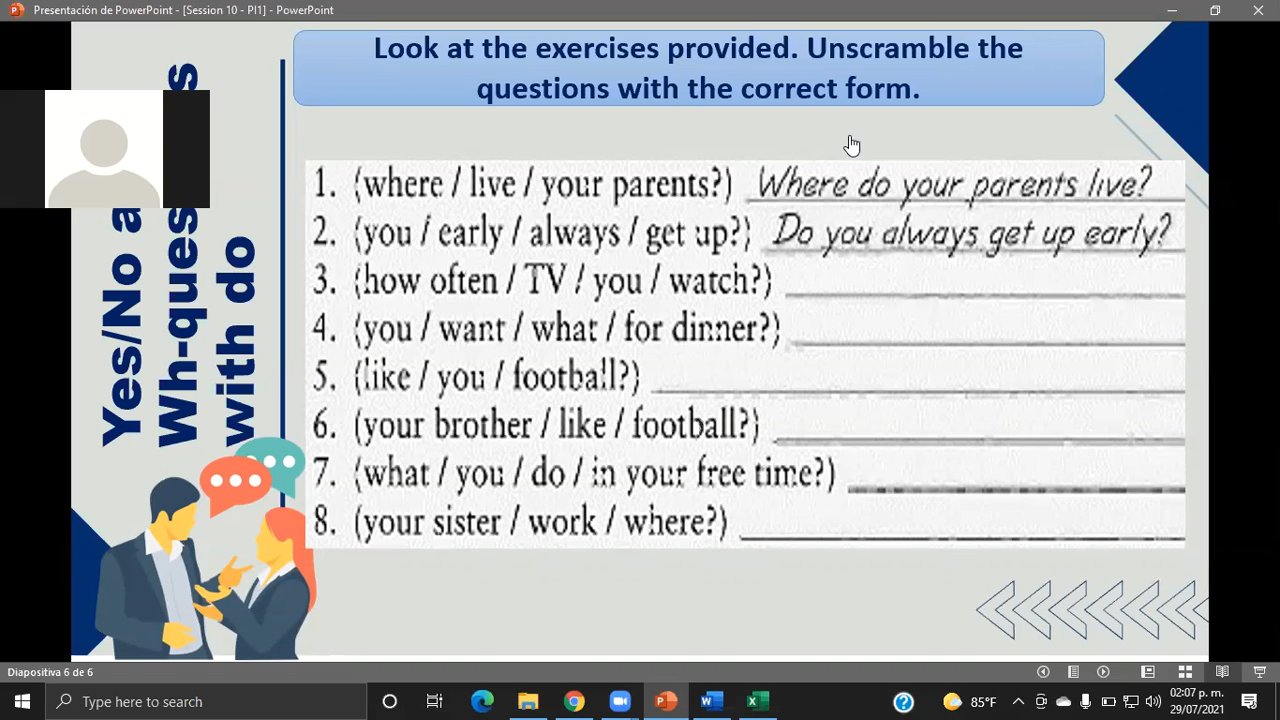 Presentación de PowerPoint - [Session 10 - PI1] - PowerPoint
Look at the exercises provided. Unscramble the
questions with the correct form.
Yes/No a
Wh-ques s
with do
1. (where / live / your parents?) Where do your parents live?
2. (you / early / always / get up?) Do you always get up early?
3. (how often / TV / you / watch?)
4. (you / want / what / for dinner?)
5. (like / you / football?)
6. (your brother / like / football?)
7. (what / you / do / in your free time?)
8. (your sister / work / where?)
Diapositiva 6 de 6
Type here to search
85°F
02:07 p. m.
29/07/2021